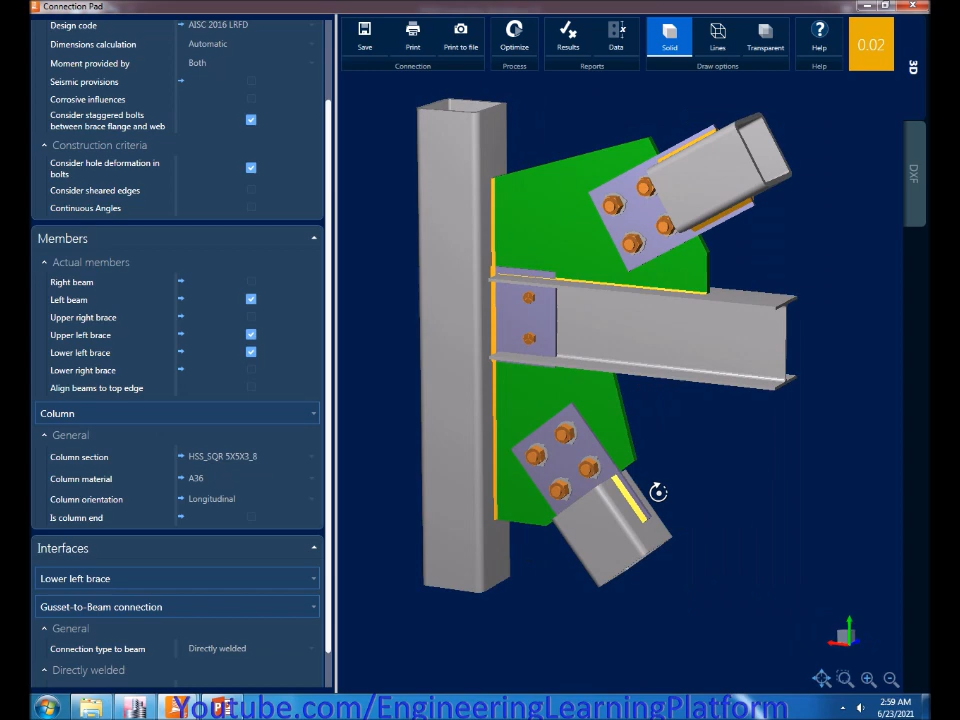 Connection Pad
Design code AISC 2016 LRFD
Dimensions calculation Automatic
Moment provided by Both
Seismic provisions
Corrosive influences
Consider staggered bolts
between brace flange and web
Construction criteria
Consider hole deformation in
bolts
Consider sheared edges
Continuous Angles
Members
Actual members
Right beam
Left beam
Upper right brace
Upper left brace
Lower left brace
Lower right brace
Align beams to top edge
Column
General
Column section HSS_SQR 5X5X3_8
Column material A36
Column orientation Longitudinal
Is column end
Interfaces
Lower left brace
Gusset-to-Beam connection
General
Connection type to beam Directly welded
Directly welded
Save Print Print to file Optimize Results Data Solid Lines Transparent Help
Connection Process Reports Draw options Help
0.02
3D
DXF
Youtube.com/EngineeringLearningPlatform
2:59 AM
6/23/2021